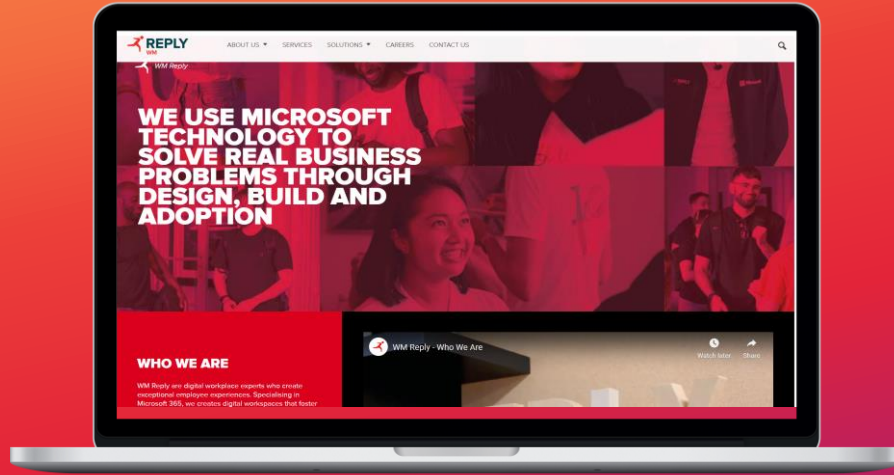 REPLY
WM
ABOUT US
SERVICES
SOLUTIONS
CAREERS
CONTACT US
WM Reply
WE USE MICROSOFT
TECHNOLOGY TO
SOLVE REAL BUSINESS
PROBLEMS THROUGH
DESIGN, BUILD AND
ADOPTION
WHO WE ARE
WM Reply are digital workplace experts who create
exceptional employee experiences. Specialising in
Microsoft 365, we creates digital workspaces that foster
WM Reply - Who We Are
Watch later
Share